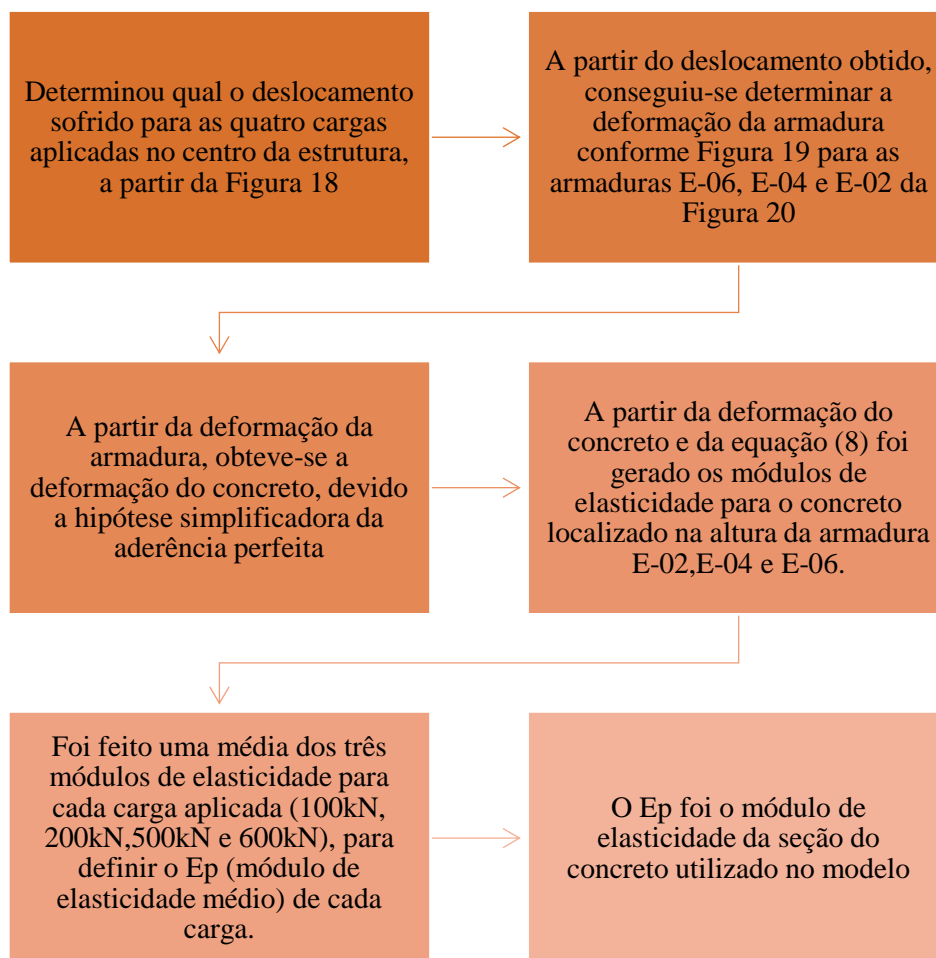 Determinou qual o deslocamento
sofrido para as quatro cargas
aplicadas no centro da estrutura,
a partir da Figura 18
A partir do deslocamento obtido,
conseguiu-se determinar a
deformação da armadura
conforme Figura 19 para as
armaduras E-06, E-04 e E-02 da
Figura 20
A partir da deformação da
armadura, obteve-se a
deformação do concreto, devido
a hipótese simplificadora da
aderência perfeita
A partir da deformação do
concreto e da equação (8) foi
gerado os módulos de
elasticidade para o concreto
localizado na altura da armadura
E-02,E-04 e E-06.
Foi feito uma média dos três
módulos de elasticidade para
cada carga aplicada (100kN,
200kN,500kN e 600kN), para
definir o Ep (módulo de
elasticidade médio) de cada
carga.
O Ep foi o módulo de
elasticidade da seção do
concreto utilizado no modelo